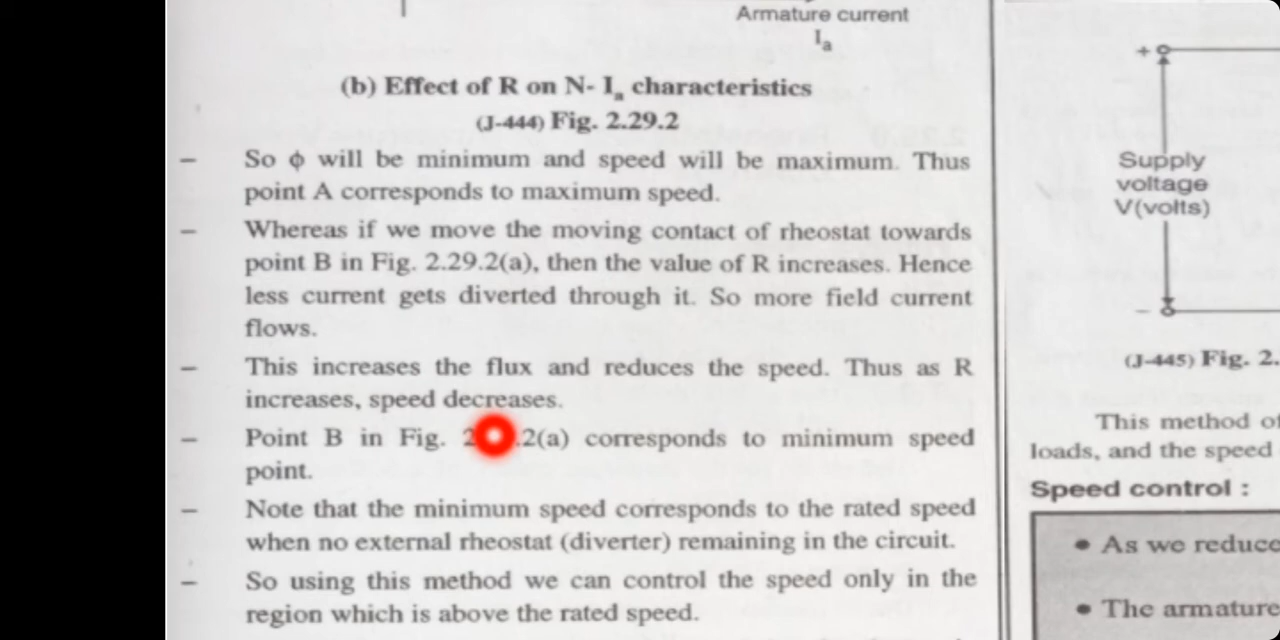 Armature current
Ia
(b) Effect of R on N- Ia characteristics
(J-444) Fig. 2.29.2
– So ϕ will be minimum and speed will be maximum. Thus
point A corresponds to maximum speed.
– Whereas if we move the moving contact of rheostat towards
point B in Fig. 2.29.2(a), then the value of R increases. Hence
less current gets diverted through it. So more field current
flows.
– This increases the flux and reduces the speed. Thus as R
increases, speed decreases.
– Point B in Fig. 2 .2(a) corresponds to minimum speed
point.
– Note that the minimum speed corresponds to the rated speed
when no external rheostat (diverter) remaining in the circuit.
– So using this method we can control the speed only in the
region which is above the rated speed.
+
Supply
voltage
V(volts)
–
(J-445) Fig. 2.
This method of
loads, and the speed
Speed control :
• As we reduce
• The armature